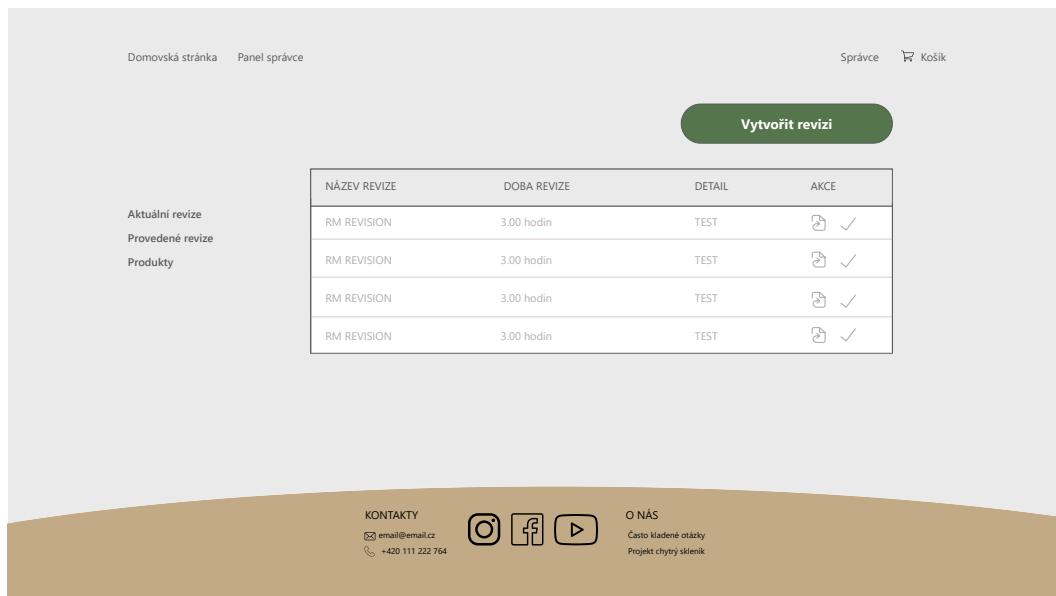 Domovská stránka Panel správce Správce Košík
Vytvořit revizi
NÁZEV REVIZE DOBA REVIZE DETAIL AKCE
RM REVISION 3.00 hodin TEST
RM REVISION 3.00 hodin TEST
RM REVISION 3.00 hodin TEST
RM REVISION 3.00 hodin TEST
Aktuální revize
Provedené revize
Produkty
KONTAKTY
email@email.cz
+420 111 222 764
O NÁS
Často kladené otázky
Projekt chytrý skleník